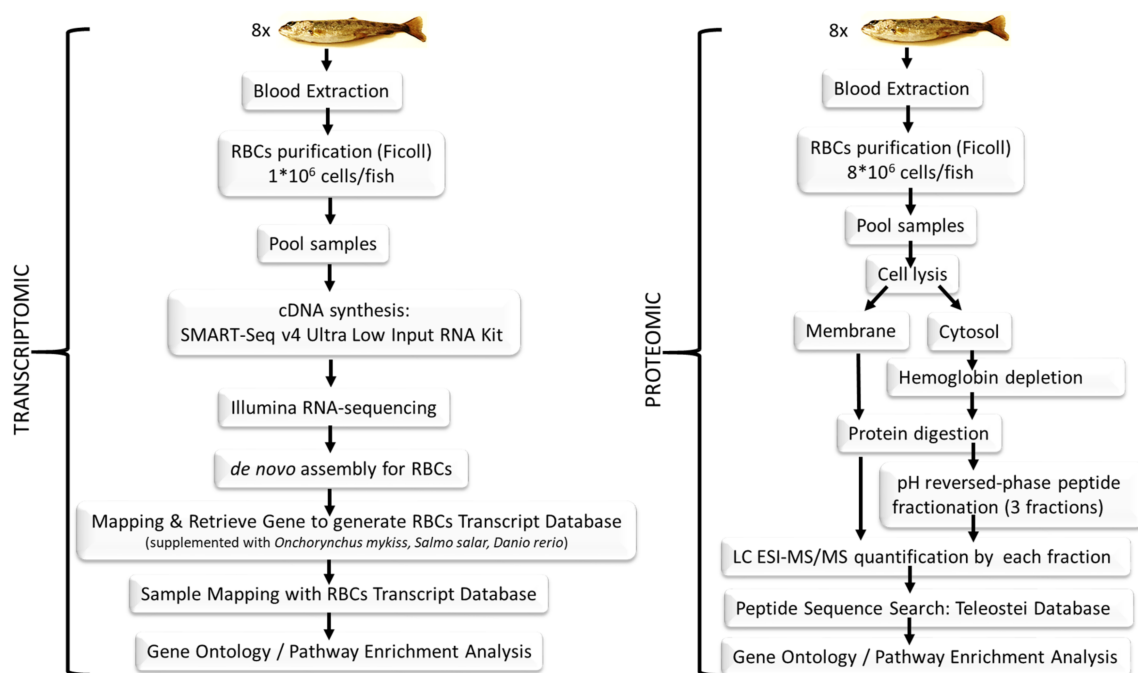 TRANSCRIPTOMIC
8x
Blood Extraction
RBCs purification (Ficoll)
1*10⁶ cells/fish
Pool samples
cDNA synthesis:
SMART-Seq v4 Ultra Low Input RNA Kit
Illumina RNA-sequencing
de novo assembly for RBCs
Mapping & Retrieve Gene to generate RBCs Transcript Database
(supplemented with Onchorynchus mykiss, Salmo salar, Danio rerio)
Sample Mapping with RBCs Transcript Database
Gene Ontology / Pathway Enrichment Analysis
PROTEOMIC
8x
Blood Extraction
RBCs purification (Ficoll)
8*10⁶ cells/fish
Pool samples
Cell lysis
Membrane
Cytosol
Hemoglobin depletion
Protein digestion
pH reversed-phase peptide
fractionation (3 fractions)
LC ESI-MS/MS quantification by each fraction
Peptide Sequence Search: Teleostei Database
Gene Ontology / Pathway Enrichment Analysis